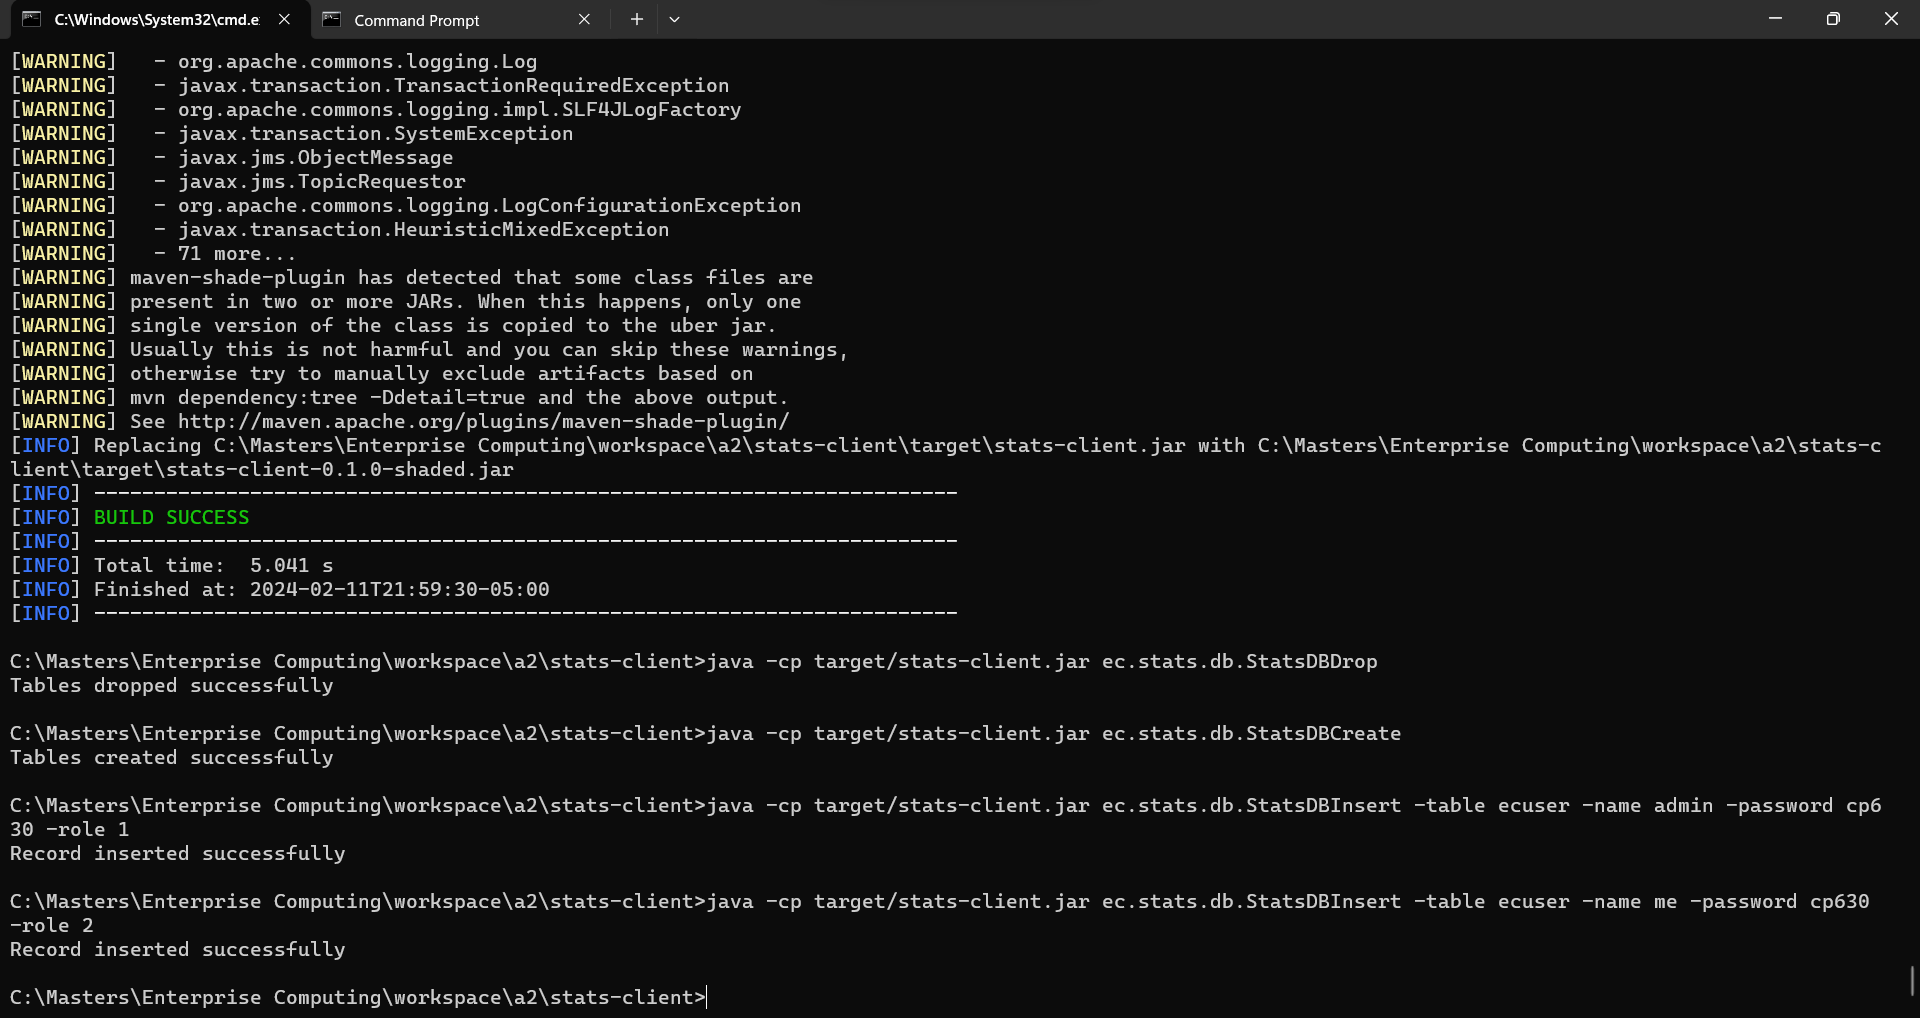 C:\Windows\System32\cmd.e
Command Prompt
[WARNING]   - org.apache.commons.logging.Log
[WARNING]   - javax.transaction.TransactionRequiredException
[WARNING]   - org.apache.commons.logging.impl.SLF4JLogFactory
[WARNING]   - javax.transaction.SystemException
[WARNING]   - javax.jms.ObjectMessage
[WARNING]   - javax.jms.TopicRequestor
[WARNING]   - org.apache.commons.logging.LogConfigurationException
[WARNING]   - javax.transaction.HeuristicMixedException
[WARNING]   - 71 more...
[WARNING] maven-shade-plugin has detected that some class files are
[WARNING] present in two or more JARs. When this happens, only one
[WARNING] single version of the class is copied to the uber jar.
[WARNING] Usually this is not harmful and you can skip these warnings,
[WARNING] otherwise try to manually exclude artifacts based on
[WARNING] mvn dependency:tree -Ddetail=true and the above output.
[WARNING] See http://maven.apache.org/plugins/maven-shade-plugin/
[INFO] Replacing C:\Masters\Enterprise Computing\workspace\a2\stats-client\target\stats-client.jar with C:\Masters\Enterprise Computing\workspace\a2\stats-c
lient\target\stats-client-0.1.0-shaded.jar
[INFO] ------------------------------------------------------------------------
[INFO] BUILD SUCCESS
[INFO] ------------------------------------------------------------------------
[INFO] Total time:  5.041 s
[INFO] Finished at: 2024-02-11T21:59:30-05:00
[INFO] ------------------------------------------------------------------------
C:\Masters\Enterprise Computing\workspace\a2\stats-client>java -cp target/stats-client.jar ec.stats.db.StatsDBDrop
Tables dropped successfully
C:\Masters\Enterprise Computing\workspace\a2\stats-client>java -cp target/stats-client.jar ec.stats.db.StatsDBCreate
Tables created successfully
C:\Masters\Enterprise Computing\workspace\a2\stats-client>java -cp target/stats-client.jar ec.stats.db.StatsDBInsert -table ecuser -name admin -password cp6
30 -role 1
Record inserted successfully
C:\Masters\Enterprise Computing\workspace\a2\stats-client>java -cp target/stats-client.jar ec.stats.db.StatsDBInsert -table ecuser -name me -password cp630
-role 2
Record inserted successfully
C:\Masters\Enterprise Computing\workspace\a2\stats-client>